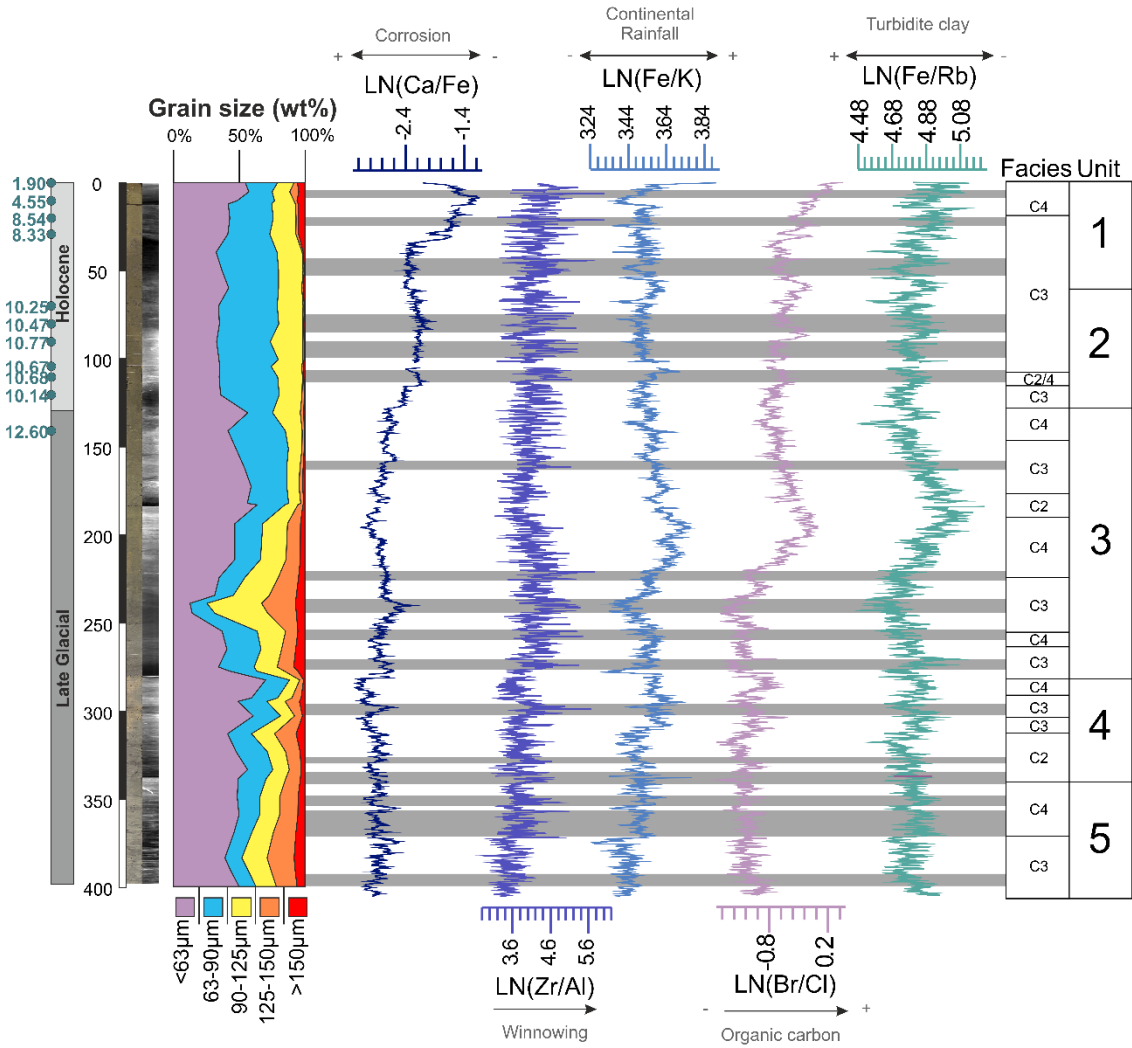 Corrosion
+ -
LN(Ca/Fe)
-2.4 -1.4
Continental
Rainfall
- +
LN(Fe/K)
3.24 3.44 3.64 3.84
Turbidite clay
+ -
LN(Fe/Rb)
4.48 4.68 4.88 5.08
Grain size (wt%)
0% 50% 100%
Facies Unit
1.90
4.55
8.54
8.33
10.25
10.47
10.77
10.67
10.68
10.14
12.60
Holocene
Late Glacial
0
50
100
150
200
250
300
350
400
C4
C3
C2/4
C3
C4
C3
C2
C4
C3
C4
C3
C4
C3
C3
C2
C4
C3
1
2
3
4
5
<63µm
63-90µm
90-125µm
125-150µm
>150µm
3.6 4.6 5.6
LN(Zr/Al)
Winnowing
-0.8 0.2
LN(Br/Cl)
- +
Organic carbon